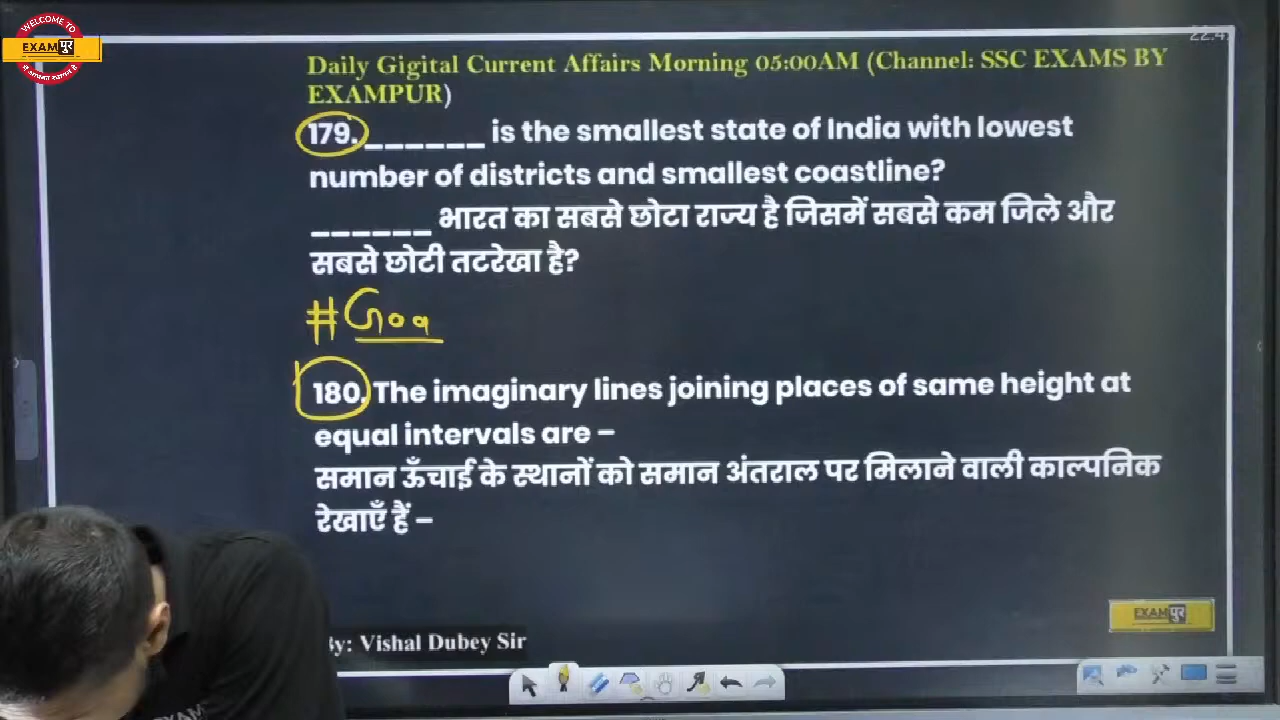 WELCOME TO
EXAMपुर
22:4
Daily Gigital Current Affairs Morning 05:00AM (Channel: SSC EXAMS BY
EXAMPUR)
179.______ is the smallest state of India with lowest
number of districts and smallest coastline?
______ भारत का सबसे छोटा राज्य है जिसमें सबसे कम जिले और
सबसे छोटी तटरेखा है?
#Goa
180. The imaginary lines joining places of same height at
equal intervals are –
समान ऊँचाई के स्थानों को समान अंतराल पर मिलाने वाली काल्पनिक
रेखाएँ हैं –
EXAMपुर
By: Vishal Dubey Sir
EXAM